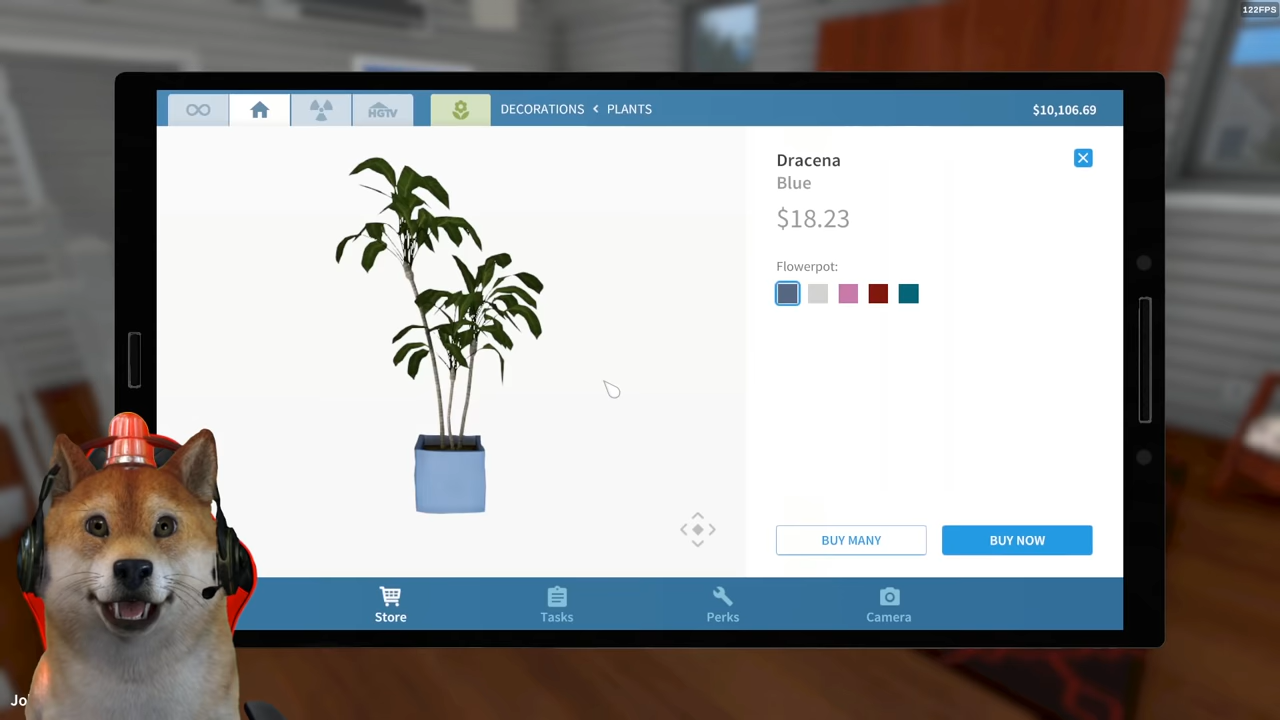 122FPS
HGTV
DECORATIONS < PLANTS
$10,106.69
Dracena
Blue
$18.23
Flowerpot:
BUY MANY
BUY NOW
Store
Tasks
Perks
Camera